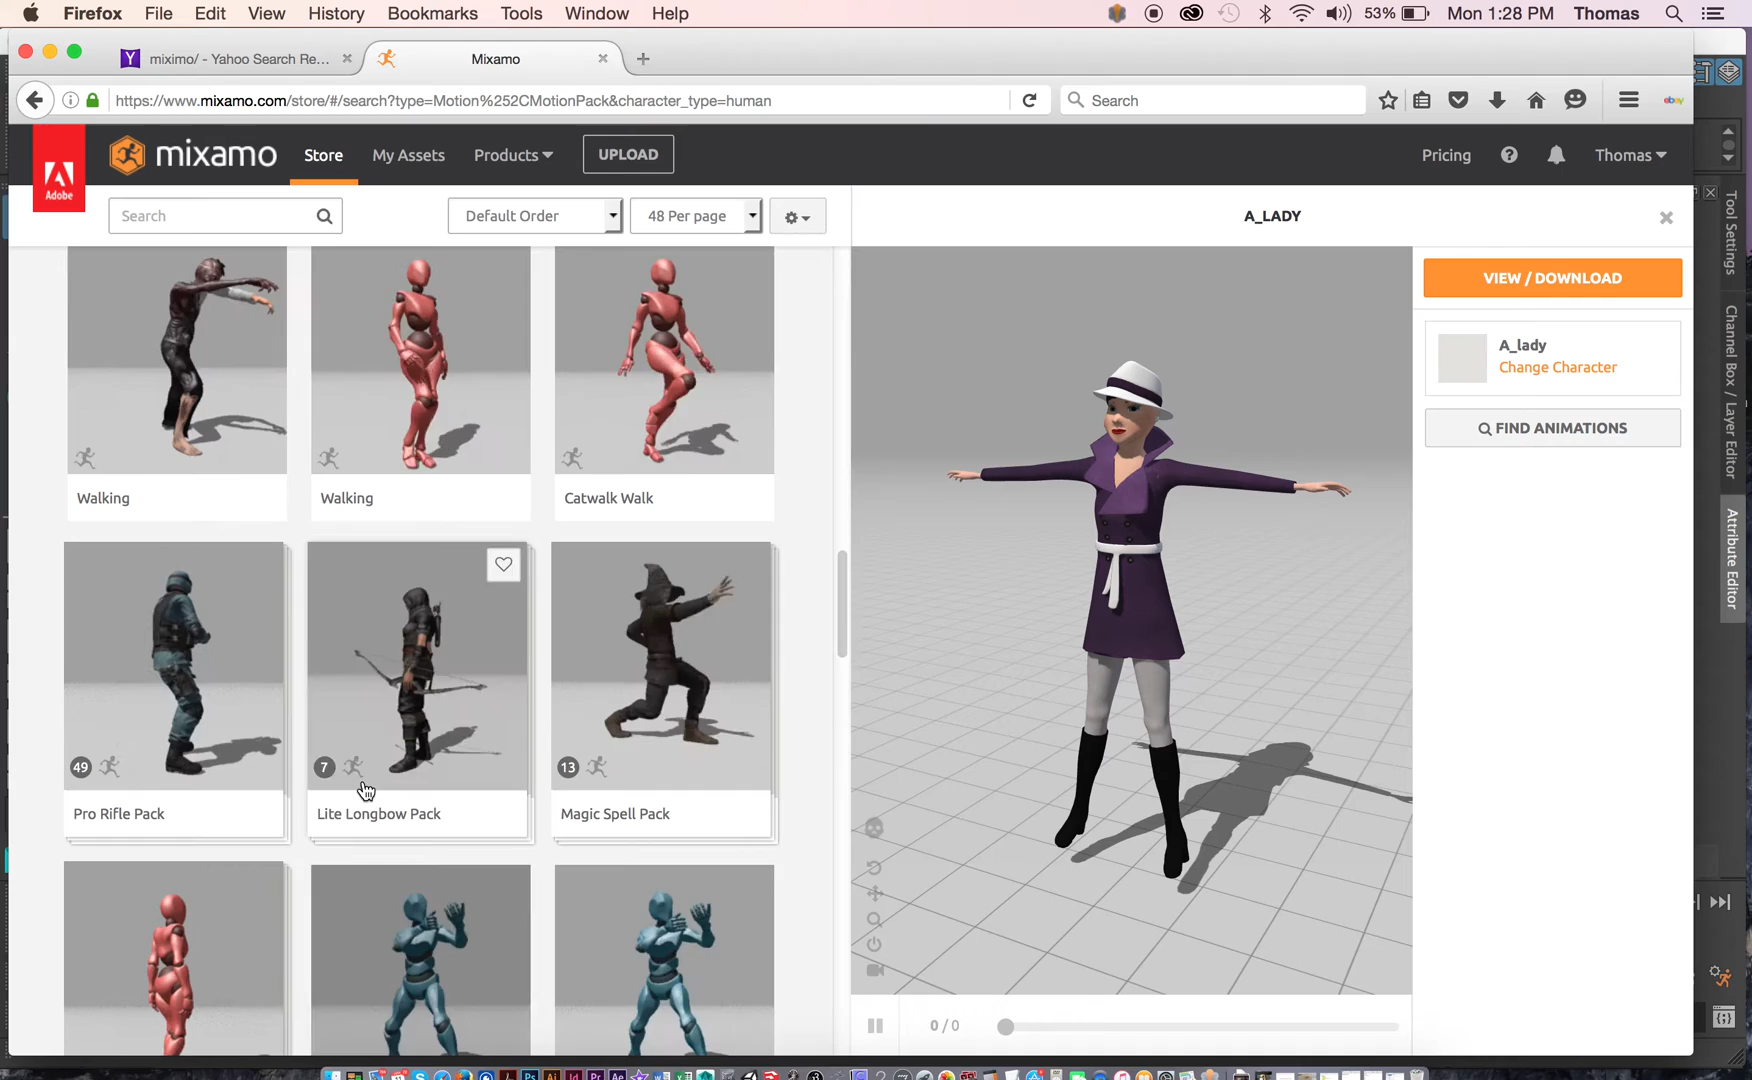 Firefox File Edit View History Bookmarks Tools Window Help 53% Mon 1:28 PM Thomas
miximo/ - Yahoo Search Re... Mixamo
https://www.mixamo.com/store/#/search?type=Motion%252CMotionPack&character_type=human Search ebay
Adobe mixamo Store My Assets Products UPLOAD Pricing Thomas
Search Default Order 48 Per page A_LADY
VIEW / DOWNLOAD
A_lady
Change Character
FIND ANIMATIONS
Walking Walking Catwalk Walk
49 7 13
Pro Rifle Pack Lite Longbow Pack Magic Spell Pack
0 / 0
Tool Settings
Channel Box / Layer Editor
Attribute Editor